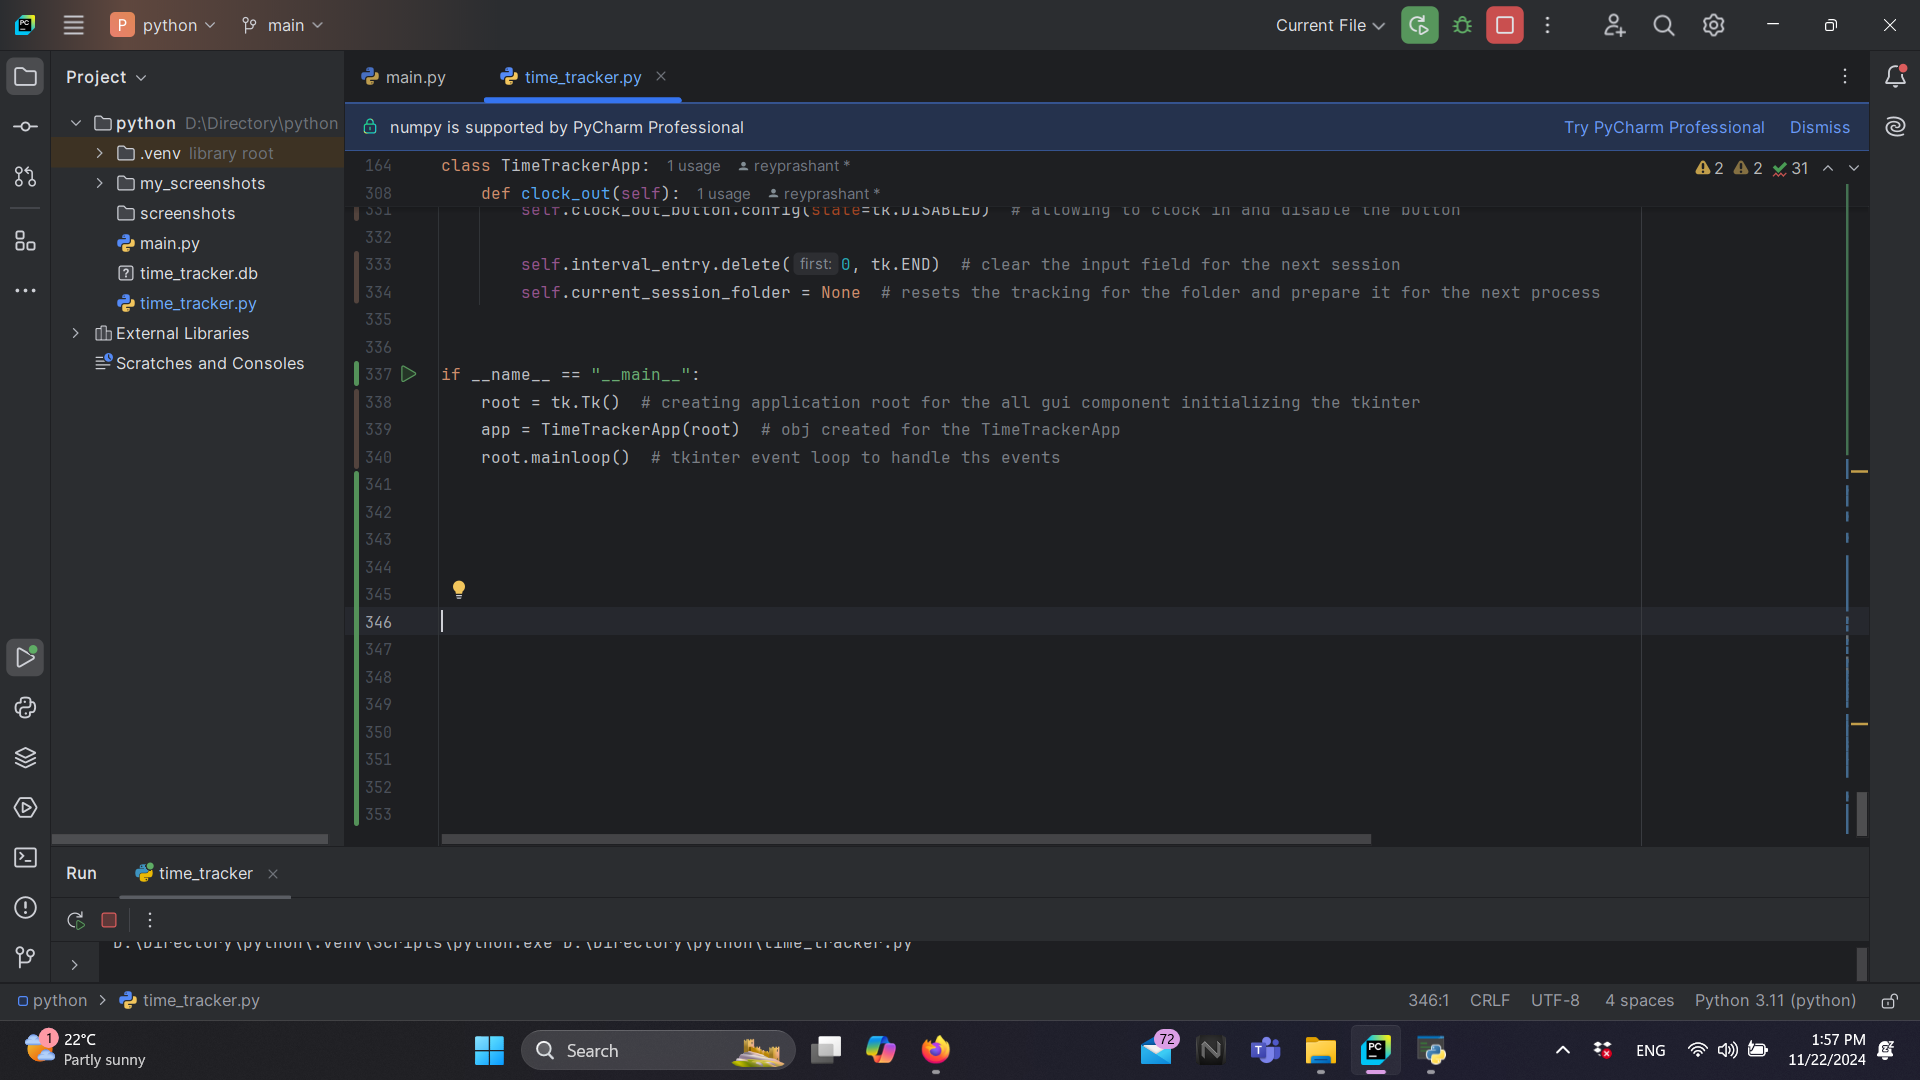 P python main Current File
Project
main.py time_tracker.py
python D:\Directory\python
.venv library root
my_screenshots
screenshots
main.py
time_tracker.db
time_tracker.py
External Libraries
Scratches and Consoles
numpy is supported by PyCharm Professional Try PyCharm Professional Dismiss
164 class TimeTrackerApp: 1 usage reyprashant *
2 2 31
308 def clock_out(self): 1 usage reyprashant *
331 self.clock_out_button.config(state=tk.DISABLED) # allowing to clock in and disable the button
332
333 self.interval_entry.delete( first: 0, tk.END) # clear the input field for the next session
334 self.current_session_folder = None # resets the tracking for the folder and prepare it for the next process
335
336
337 if __name__ == "__main__":
338 root = tk.Tk() # creating application root for the all gui component initializing the tkinter
339 app = TimeTrackerApp(root) # obj created for the TimeTrackerApp
340 root.mainloop() # tkinter event loop to handle ths events
341
342
343
344
345
346
347
348
349
350
351
352
353
Run time_tracker
D:\Directory\python\.venv\Scripts\python.exe D:\Directory\python\time_tracker.py
python time_tracker.py 346:1 CRLF UTF-8 4 spaces Python 3.11 (python)
1 22°C
Partly sunny
Search
72
ENG
1:57 PM
11/22/2024